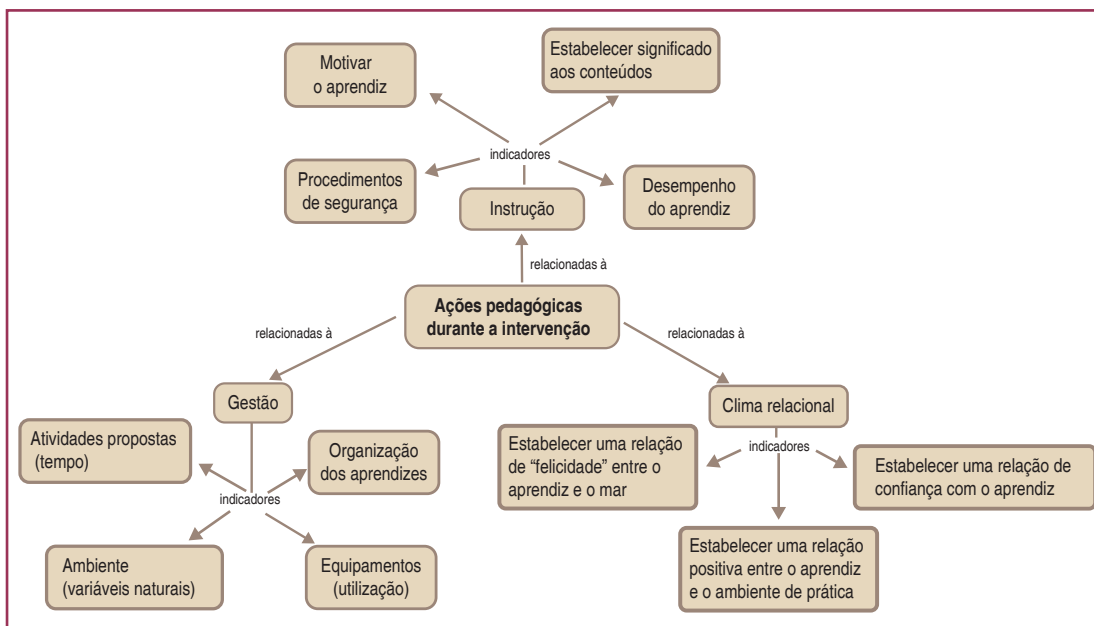 Motivar
o aprendiz
Estabelecer significado
aos conteúdos
indicadores
Procedimentos
de segurança
Instrução
Desempenho
do aprendiz
relacionadas à
Ações pedagógicas
durante a intervenção
relacionadas à
relacionadas à
Gestão
Clima relacional
Atividades propostas
(tempo)
Organização
dos aprendizes
indicadores
Ambiente
(variáveis naturais)
Equipamentos
(utilização)
indicadores
Estabelecer uma relação
de “felicidade” entre o
aprendiz e o mar
Estabelecer uma relação de
confiança com o aprendiz
Estabelecer uma relação
positiva entre o aprendiz
e o ambiente de prática